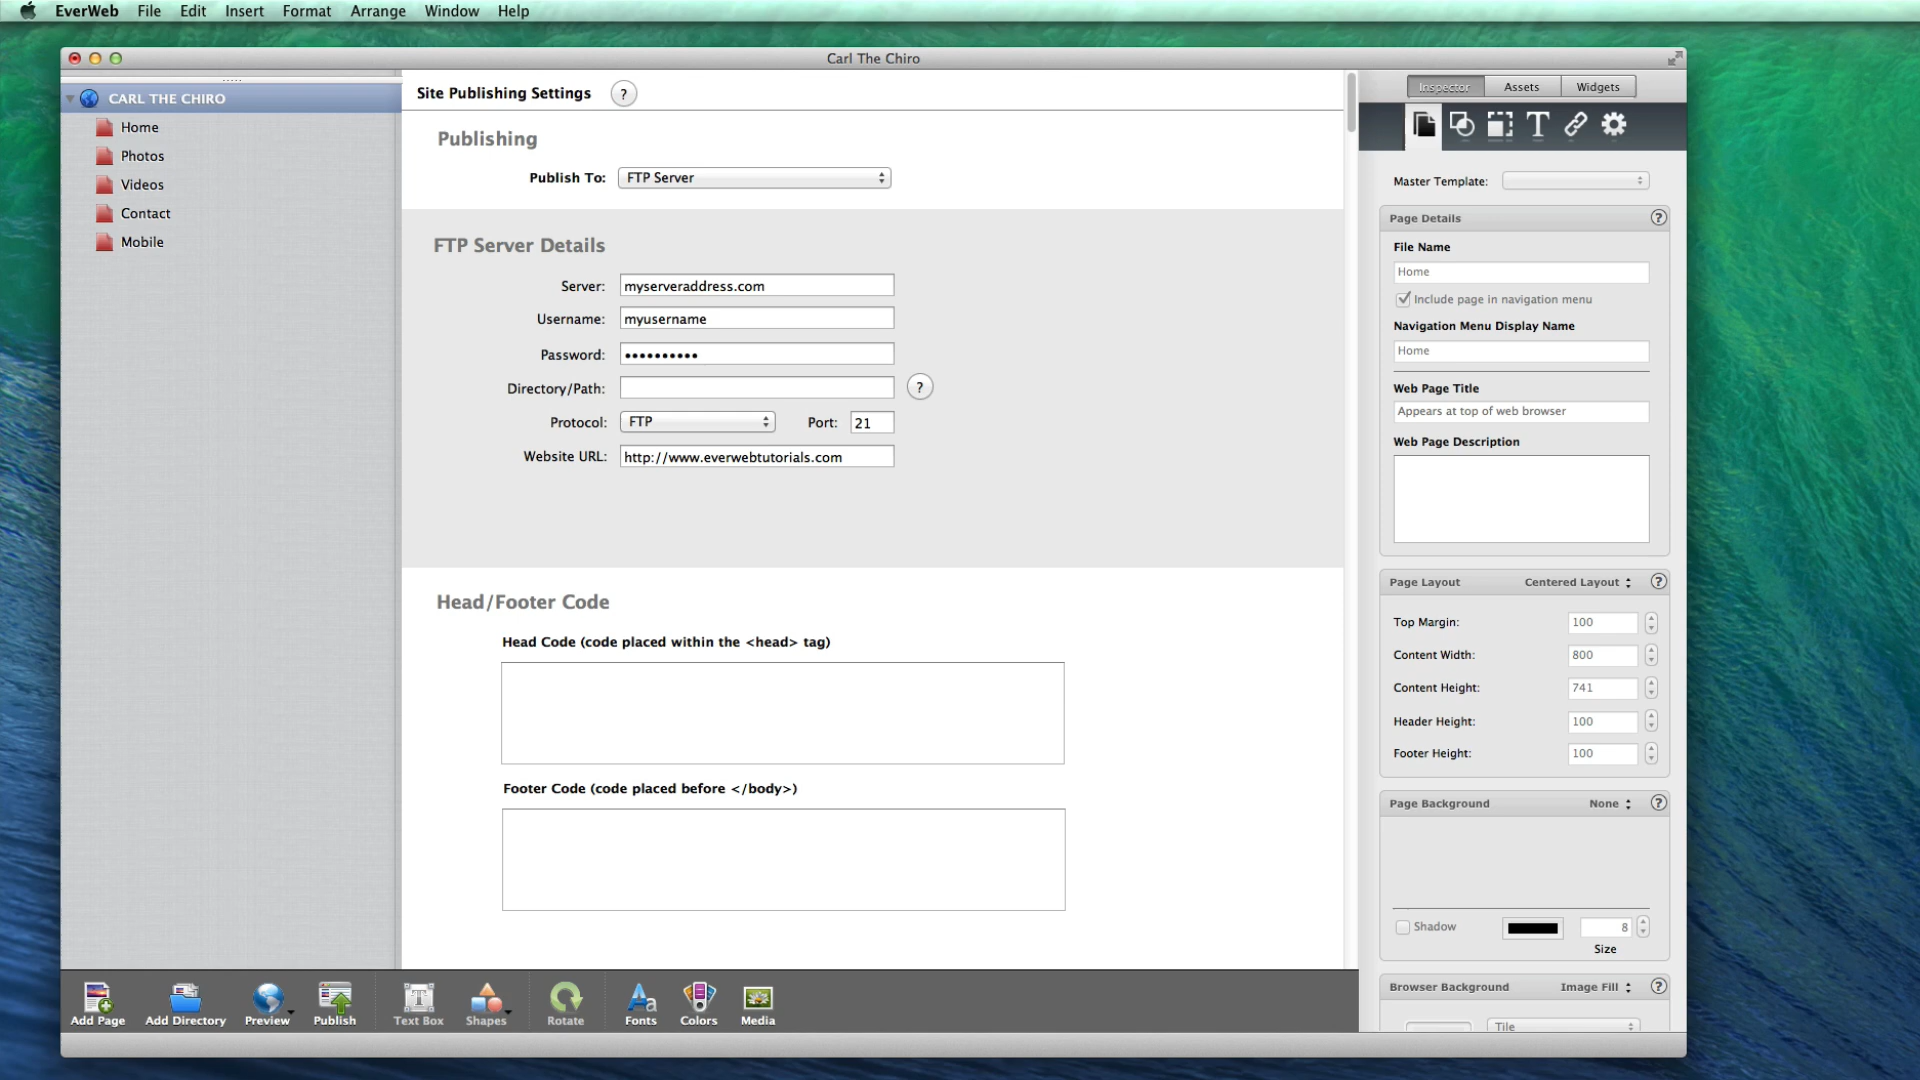 EverWeb File Edit Insert Format Arrange Window Help
Carl The Chiro
CARL THE CHIRO
Home
Photos
Videos
Contact
Mobile
Site Publishing Settings ?
Publishing
Publish To: FTP Server
FTP Server Details
Server: myserveraddress.com
Username: myusername
Password: ••••••••••
Directory/Path: ?
Protocol: FTP Port: 21
Website URL: http://www.everwebtutorials.com
Head/Footer Code
Head Code (code placed within the <head> tag)
Footer Code (code placed before </body>)
Inspector Assets Widgets
T
Master Template:
Page Details ?
File Name
Home
Include page in navigation menu
Navigation Menu Display Name
Home
Web Page Title
Appears at top of web browser
Web Page Description
Page Layout Centered Layout ?
Top Margin: 100
Content Width: 800
Content Height: 741
Header Height: 100
Footer Height: 100
Page Background None ?
Shadow 8
Size
Browser Background Image Fill ?
Tile
Add Page Add Directory Preview Publish Text Box Shapes Rotate Fonts Colors Media